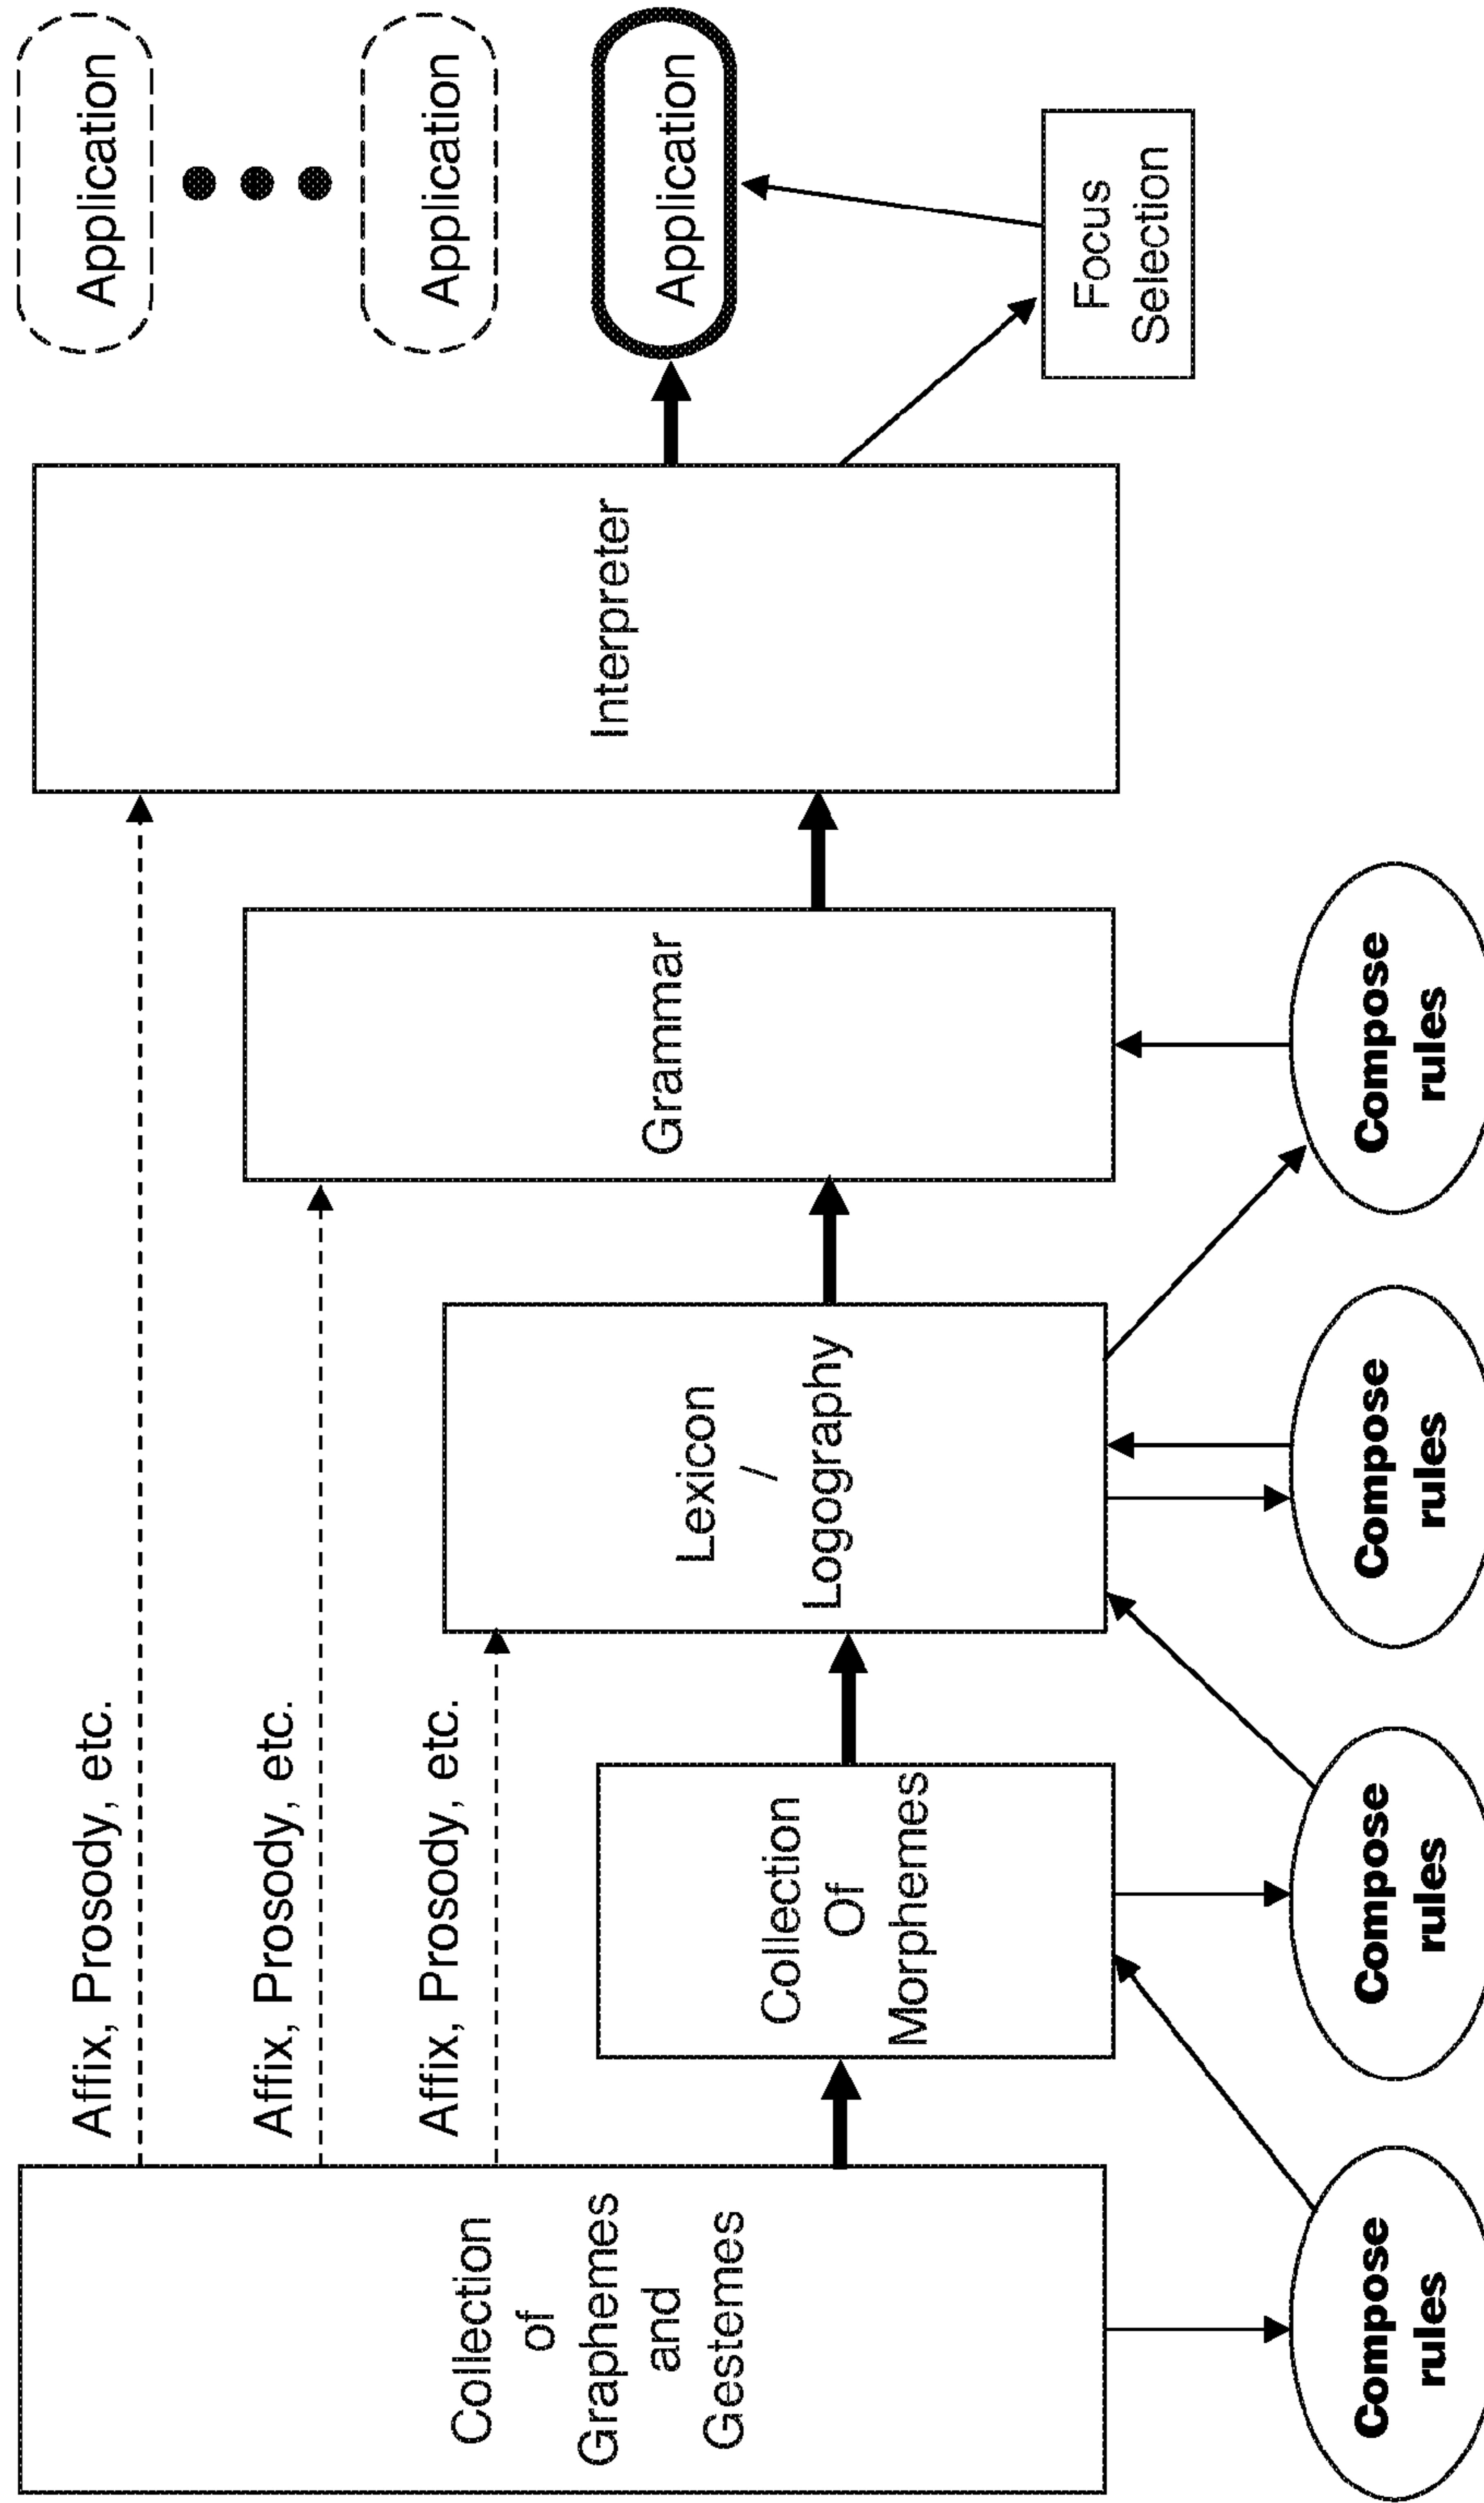 Affix, Prosody, etc.
Affix, Prosody, etc.
Affix, Prosody, etc.
Collection
of
Graphemes
and
Gestemes
Collection
Of
Morphemes
Lexicon
/
Logography
Grammar
Interpreter
Application
Application
Application
Focus
Selection
Compose
rules
Compose
rules
Compose
rules
Compose
rules